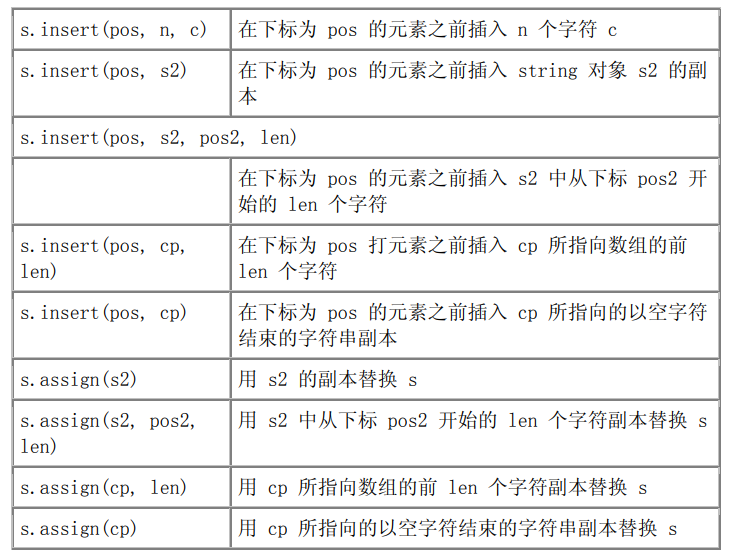 s.insert(pos, n, c) 在下标为 pos 的元素之前插入 n 个字符 c
s.insert(pos, s2) 在下标为 pos 的元素之前插入 string 对象 s2 的副
本
s.insert(pos, s2, pos2, len)
在下标为 pos 的元素之前插入 s2 中从下标 pos2 开
始的 len 个字符
s.insert(pos, cp, 在下标为 pos 打元素之前插入 cp 所指向数组的前
len) len 个字符
s.insert(pos, cp) 在下标为 pos 的元素之前插入 cp 所指向的以空字符
结束的字符串副本
s.assign(s2) 用 s2 的副本替换 s
s.assign(s2, pos2, 用 s2 中从下标 pos2 开始的 len 个字符副本替换 s
len)
s.assign(cp, len) 用 cp 所指向数组的前 len 个字符副本替换 s
s.assign(cp) 用 cp 所指向的以空字符结束的字符串副本替换 s